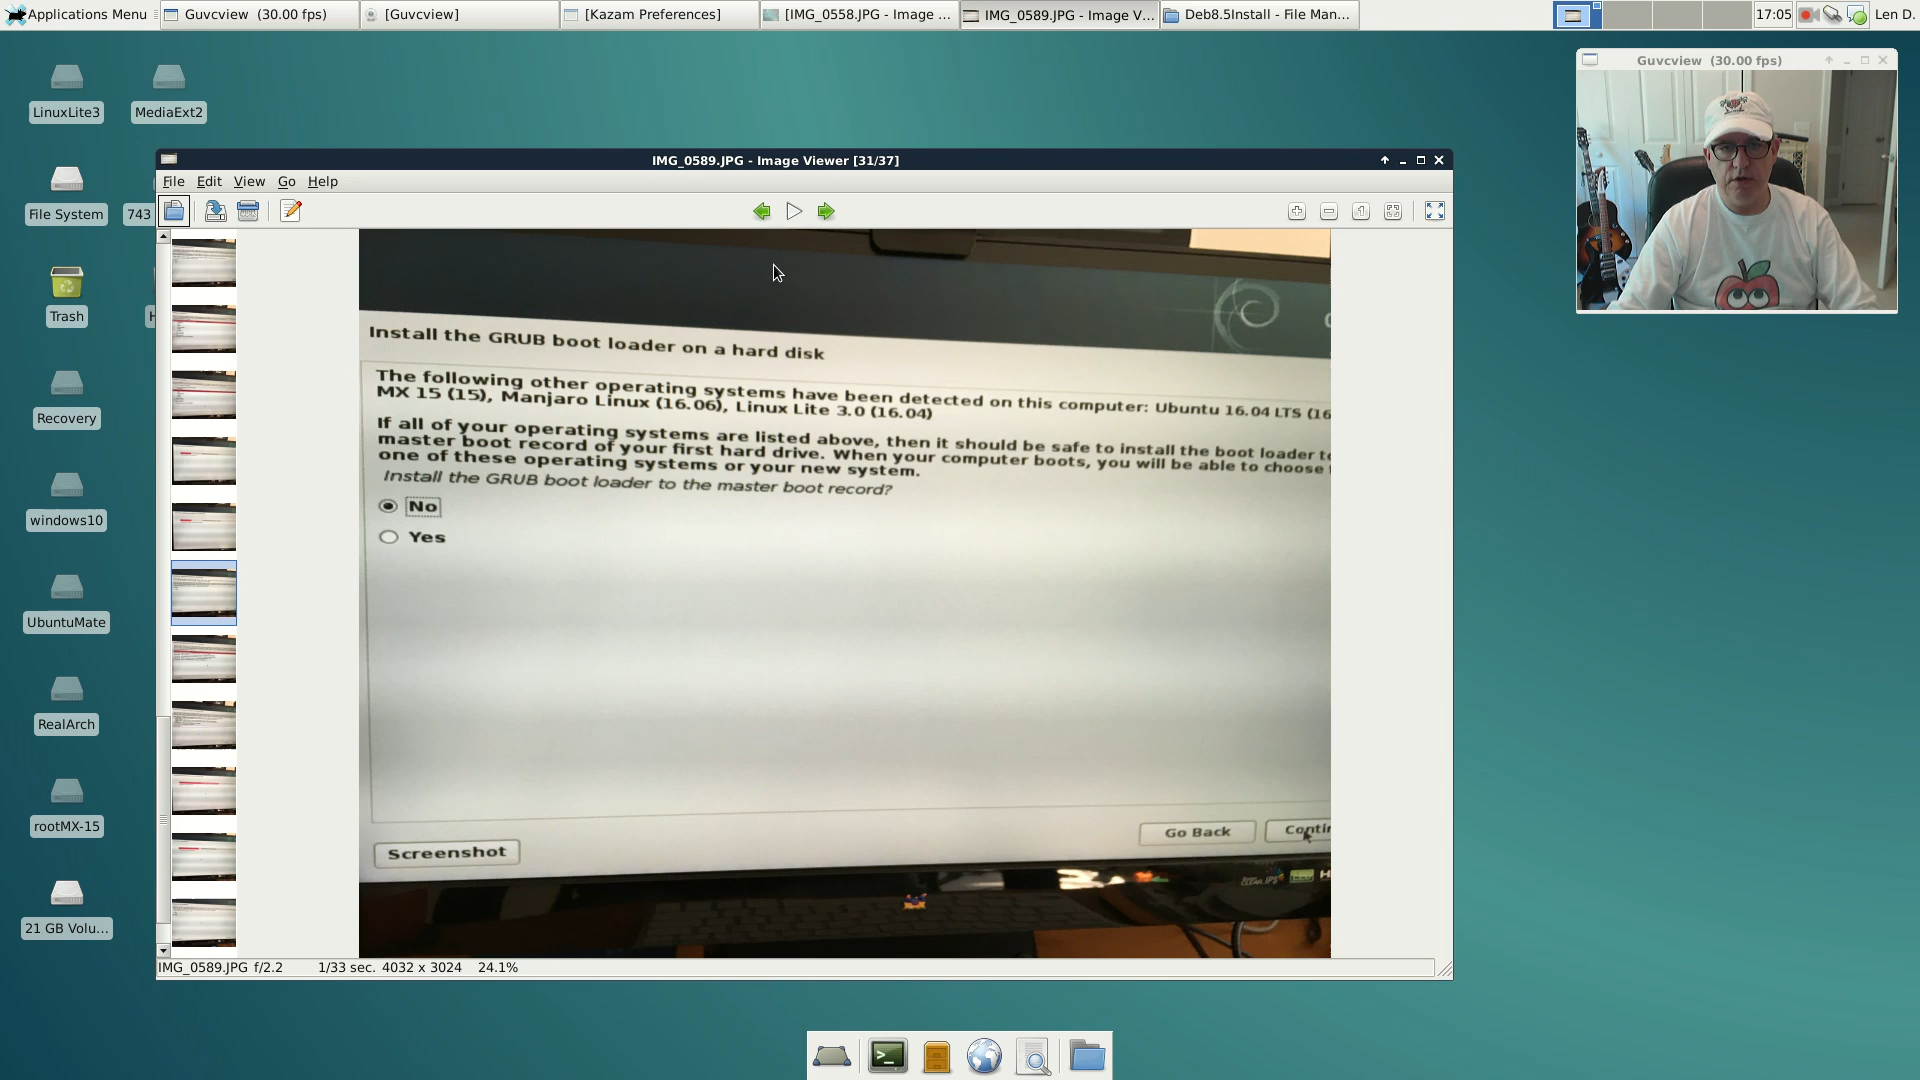 Applications Menu
Guvcview (30.00 fps)
[Guvcview]
[Kazam Preferences]
[IMG_0558.JPG - Image ...
IMG_0589.JPG - Image V...
Deb8.5Install - File Man...
17:05
Len D.
LinuxLite3
MediaExt2
File System
743
Trash
H
Recovery
windows10
UbuntuMate
RealArch
rootMX-15
21 GB Volu...
Guvcview (30.00 fps)
IMG_0589.JPG - Image Viewer [31/37]
File Edit View Go Help
Install the GRUB boot loader on a hard disk
The following other operating systems have been detected on this computer: Ubuntu 16.04 LTS (16
MX 15 (15), Manjaro Linux (16.06), Linux Lite 3.0 (16.04)
If all of your operating systems are listed above, then it should be safe to install the boot loader to
master boot record of your first hard drive. When your computer boots, you will be able to choose
one of these operating systems or your new system.
Install the GRUB boot loader to the master boot record?
No
Yes
Screenshot
Go Back
Contin
IMG_0589.JPG f/2.2 1/33 sec. 4032 x 3024 24.1%